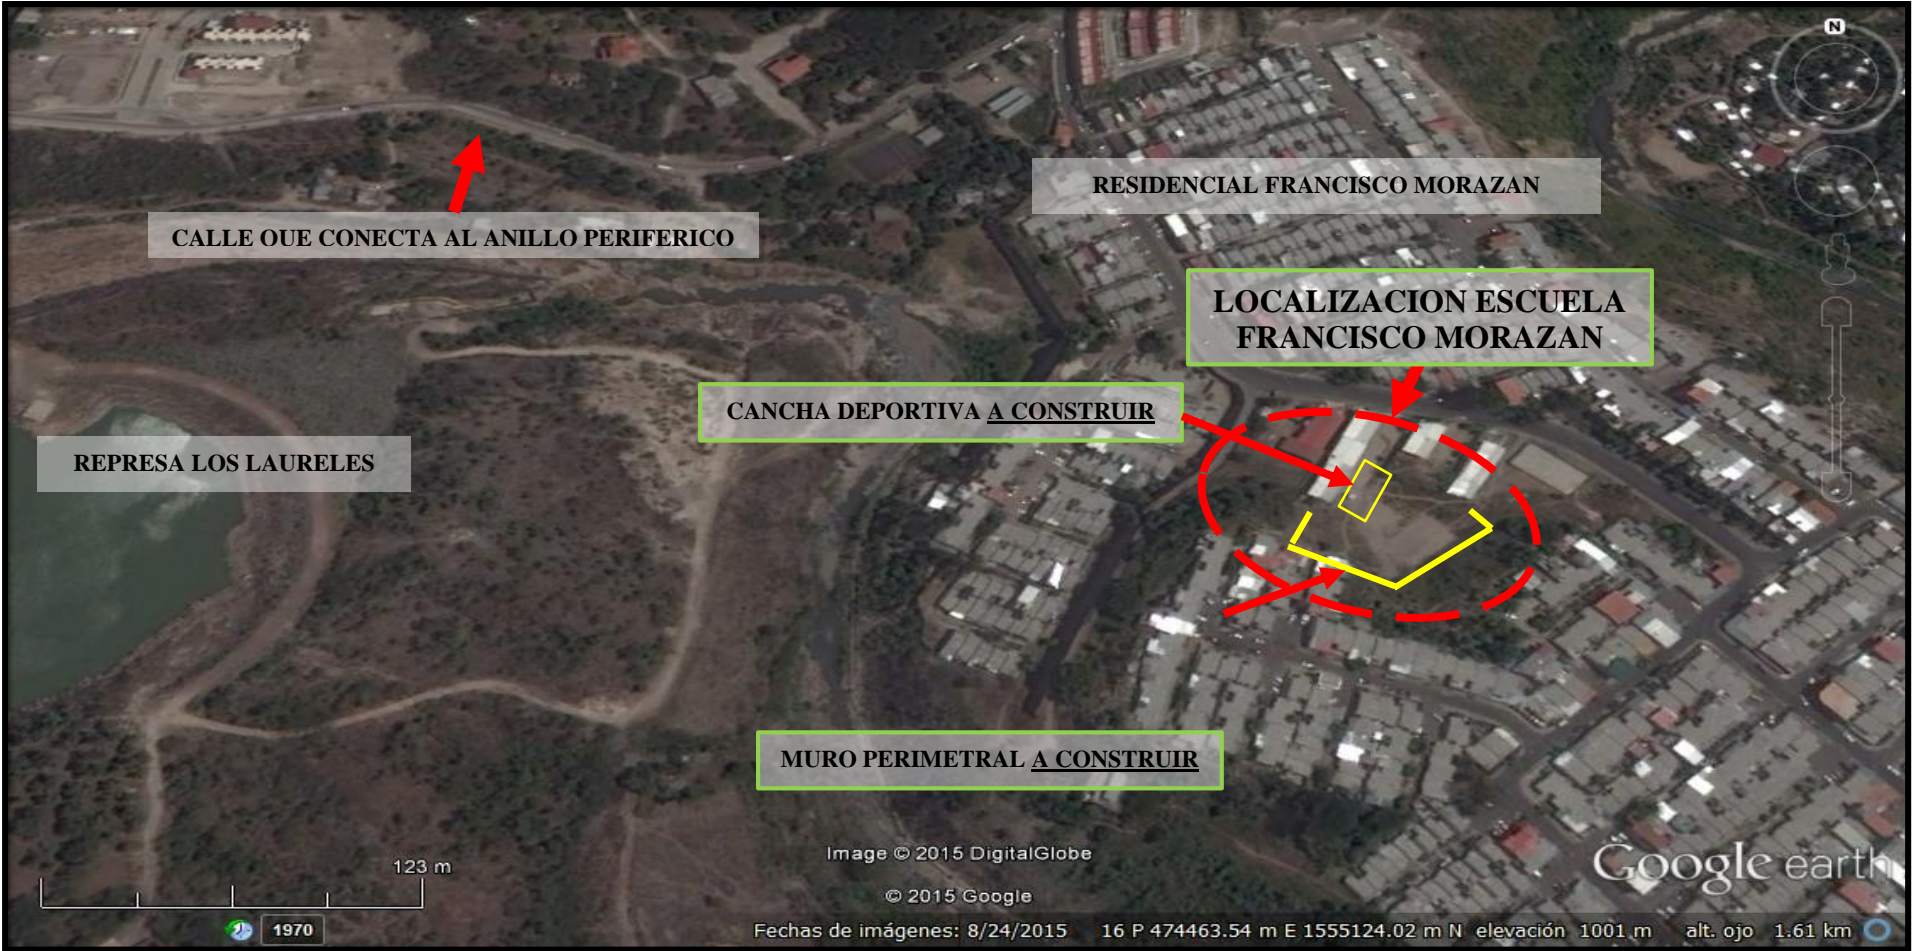 N
RESIDENCIAL FRANCISCO MORAZAN
CALLE QUE CONECTA AL ANILLO PERIFERICO
LOCALIZACION ESCUELA
FRANCISCO MORAZAN
CANCHA DEPORTIVA A CONSTRUIR
REPRESA LOS LAURELES
MURO PERIMETRAL A CONSTRUIR
Image © 2015 DigitalGlobe
© 2015 Google
Google earth
123 m
1970
Fechas de imágenes: 8/24/2015 16 P 474463.54 m E 1555124.02 m N elevación 1001 m alt. ojo 1.61 km